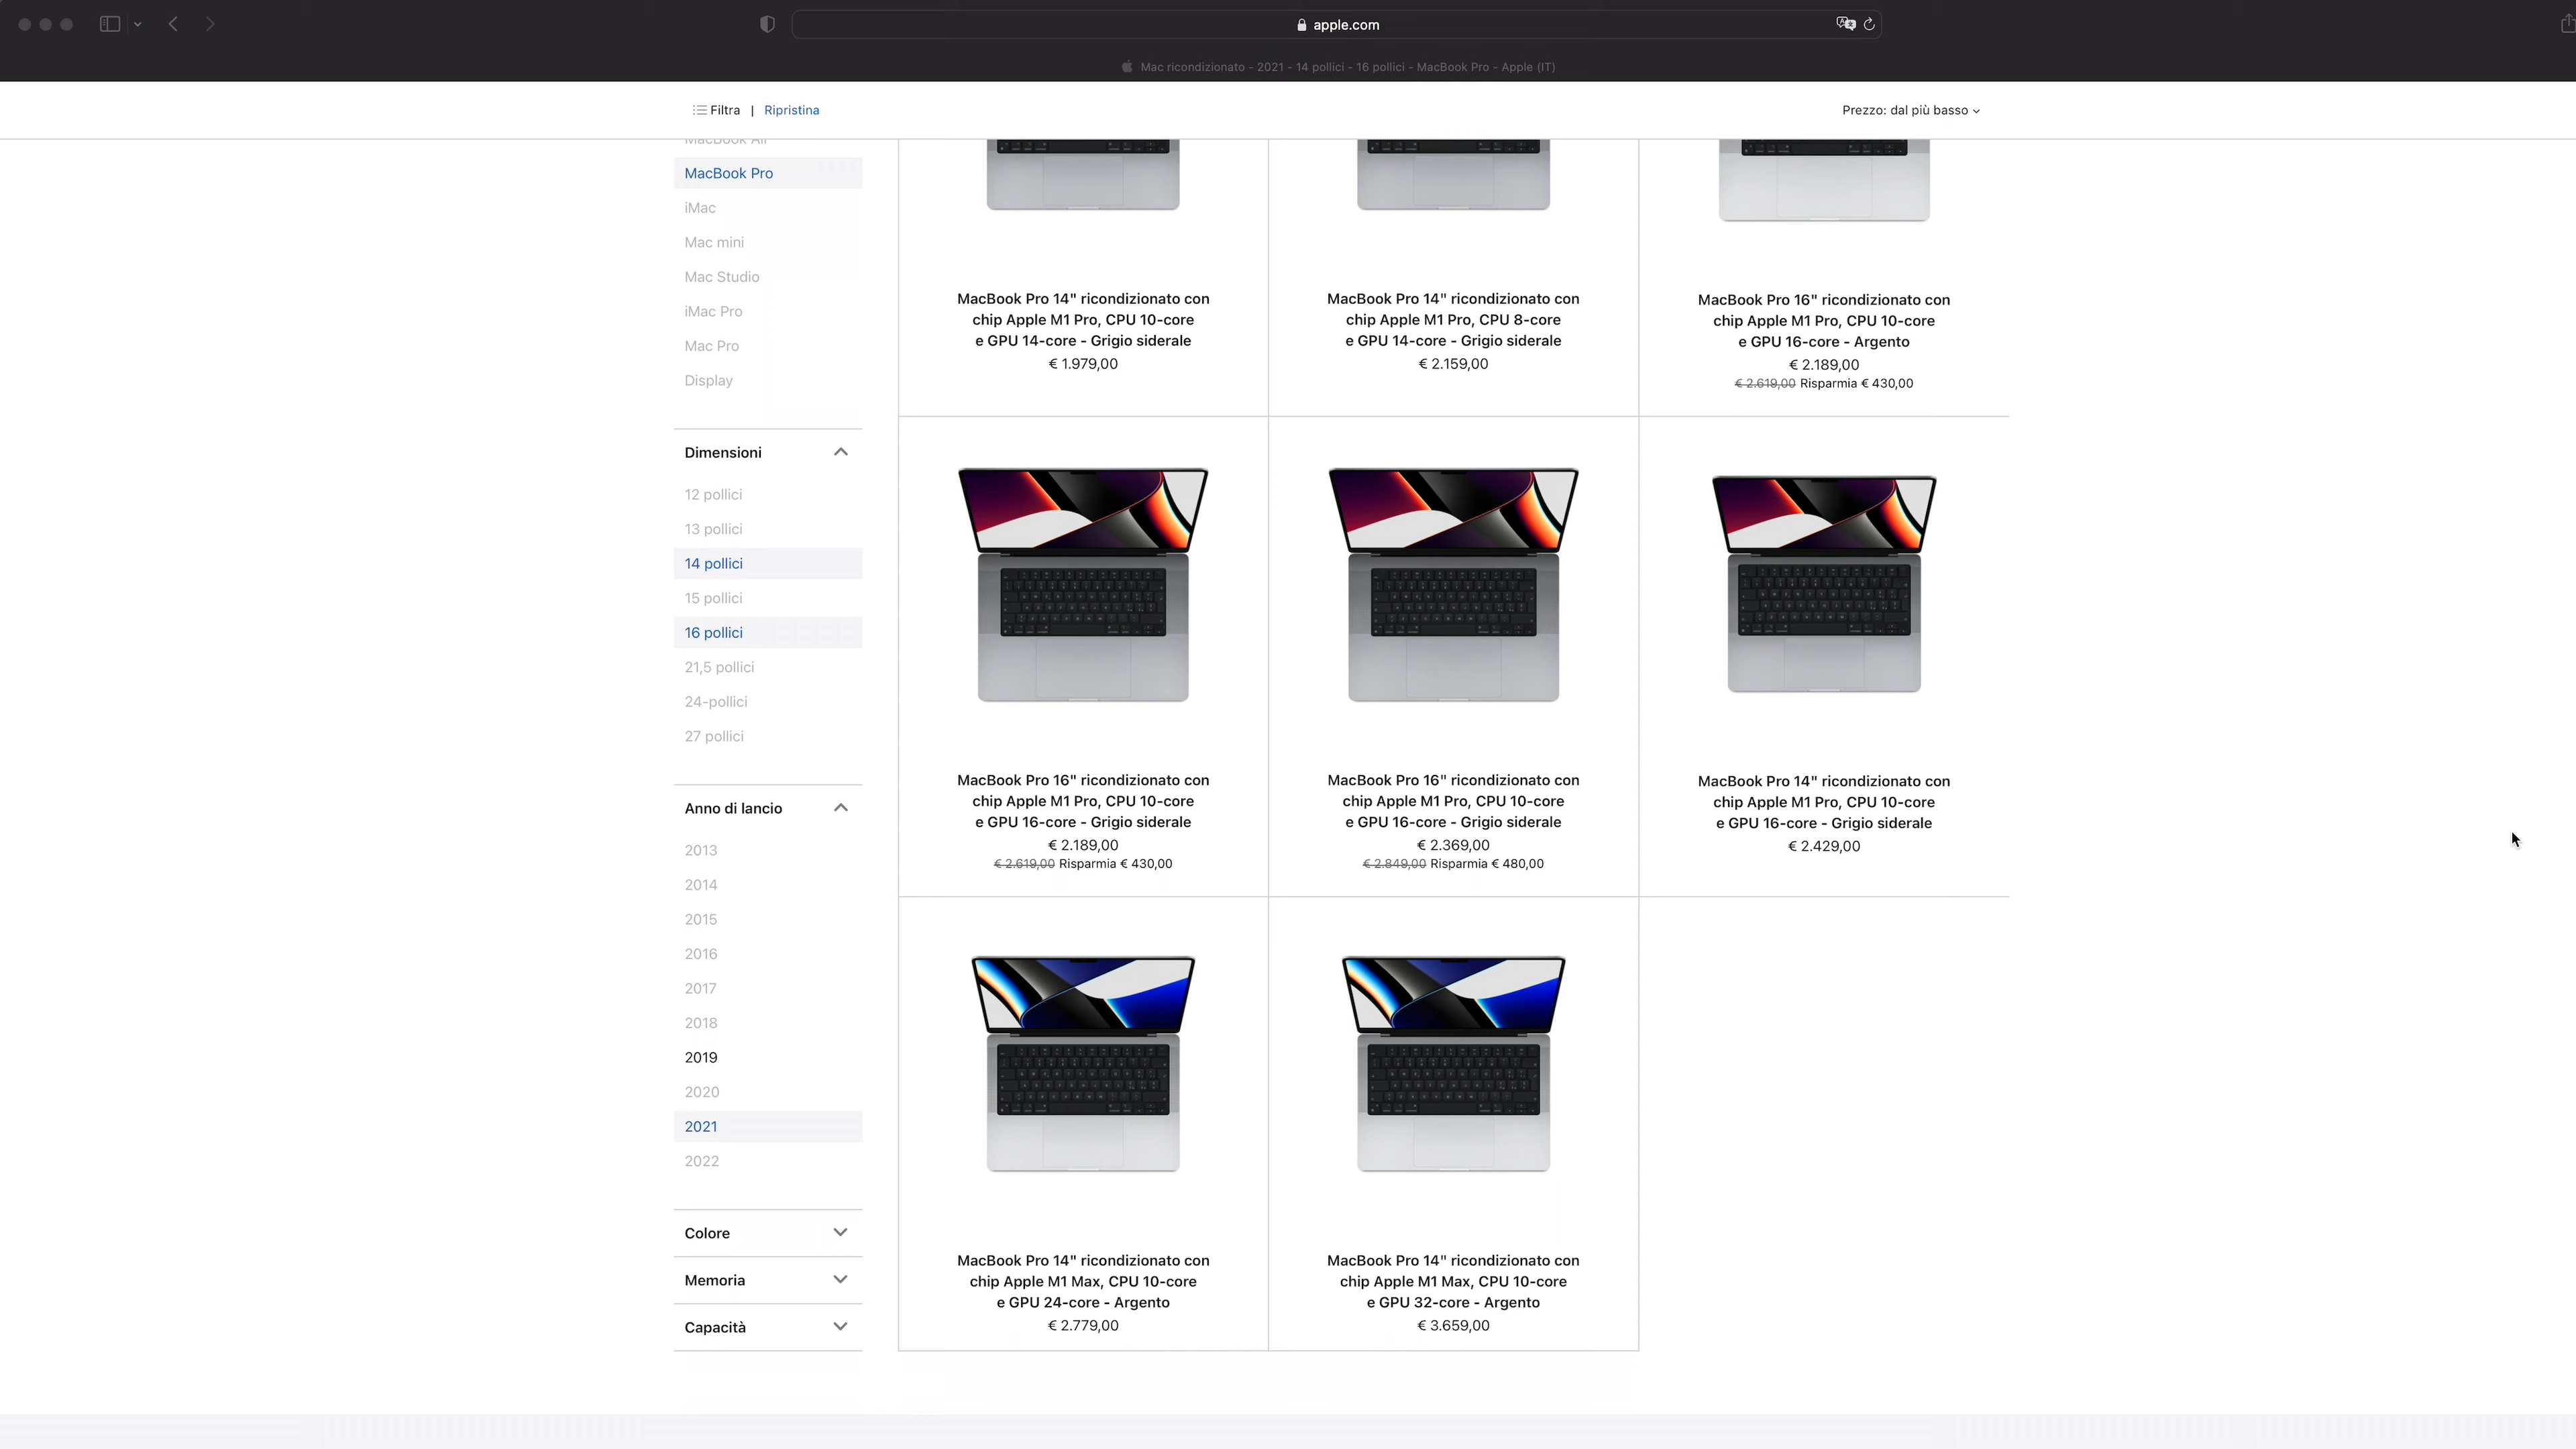 apple.com
Mac ricondizionato - 2021 - 14 pollici - 16 pollici - MacBook Pro - Apple (IT)
Filtra | Ripristina
Prezzo: dal più basso
MacBook Air
MacBook Pro
iMac
Mac mini
Mac Studio
iMac Pro
Mac Pro
Display
Dimensioni
12 pollici
13 pollici
14 pollici
15 pollici
16 pollici
21,5 pollici
24-pollici
27 pollici
Anno di lancio
2013
2014
2015
2016
2017
2018
2019
2020
2021
2022
Colore
Memoria
Capacità
MacBook Pro 14" ricondizionato con
chip Apple M1 Pro, CPU 10-core
e GPU 14-core - Grigio siderale
€ 1.979,00
MacBook Pro 14" ricondizionato con
chip Apple M1 Pro, CPU 8-core
e GPU 14-core - Grigio siderale
€ 2.159,00
MacBook Pro 16" ricondizionato con
chip Apple M1 Pro, CPU 10-core
e GPU 16-core - Argento
€ 2.189,00
€ 2.619,00 Risparmia € 430,00
MacBook Pro 16" ricondizionato con
chip Apple M1 Pro, CPU 10-core
e GPU 16-core - Grigio siderale
€ 2.189,00
€ 2.619,00 Risparmia € 430,00
MacBook Pro 16" ricondizionato con
chip Apple M1 Pro, CPU 10-core
e GPU 16-core - Grigio siderale
€ 2.369,00
€ 2.849,00 Risparmia € 480,00
MacBook Pro 14" ricondizionato con
chip Apple M1 Pro, CPU 10-core
e GPU 16-core - Grigio siderale
€ 2.429,00
MacBook Pro 14" ricondizionato con
chip Apple M1 Max, CPU 10-core
e GPU 24-core - Argento
€ 2.779,00
MacBook Pro 14" ricondizionato con
chip Apple M1 Max, CPU 10-core
e GPU 32-core - Argento
€ 3.659,00